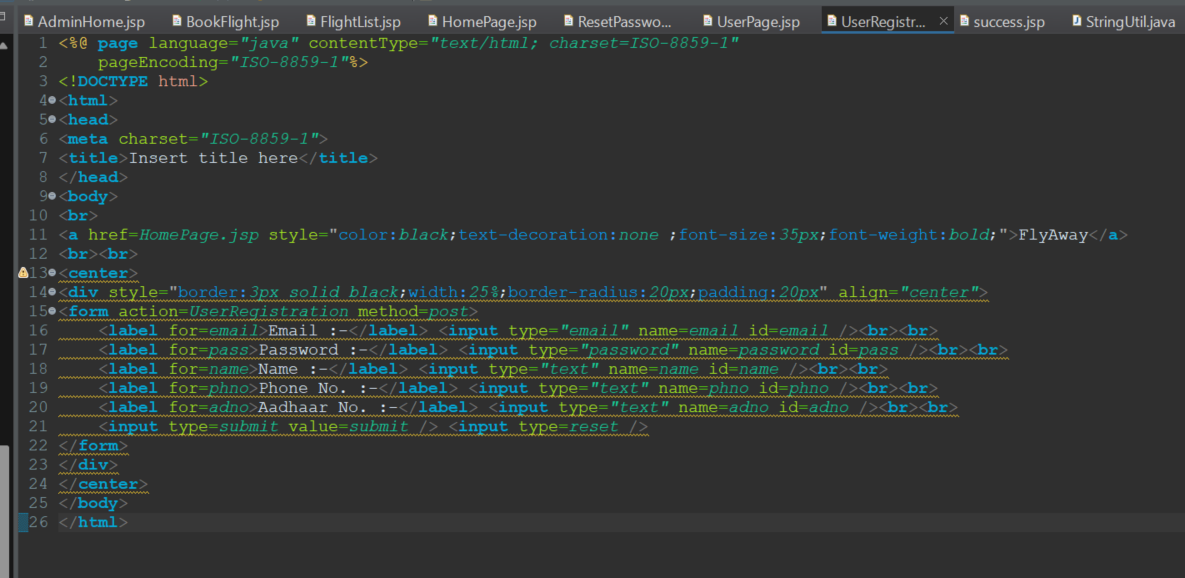 AdminHome.jsp BookFlight.jsp FlightList.jsp HomePage.jsp ResetPasswo... UserPage.jsp UserRegistr... success.jsp StringUtil.java
1 <%@ page language="java" contentType="text/html; charset=ISO-8859-1"
2     pageEncoding="ISO-8859-1"%>
3 <!DOCTYPE html>
4 <html>
5 <head>
6 <meta charset="ISO-8859-1">
7 <title>Insert title here</title>
8 </head>
9 <body>
10 <br>
11 <a href=HomePage.jsp style="color:black;text-decoration:none ;font-size:35px;font-weight:bold;">FlyAway</a>
12 <br><br>
13 <center>
14 <div style="border:3px solid black;width:25%;border-radius:20px;padding:20px" align="center">
15 <form action=UserRegistration method=post>
16     <label for=email>Email :-</label> <input type="email" name=email id=email /><br><br>
17     <label for=pass>Password :-</label> <input type="password" name=password id=pass /><br><br>
18     <label for=name>Name :-</label> <input type="text" name=name id=name /><br><br>
19     <label for=phno>Phone No. :-</label> <input type="text" name=phno id=phno /><br><br>
20     <label for=adno>Aadhaar No. :-</label> <input type="text" name=adno id=adno /><br><br>
21     <input type=submit value=submit /> <input type=reset />
22 </form>
23 </div>
24 </center>
25 </body>
26 </html>